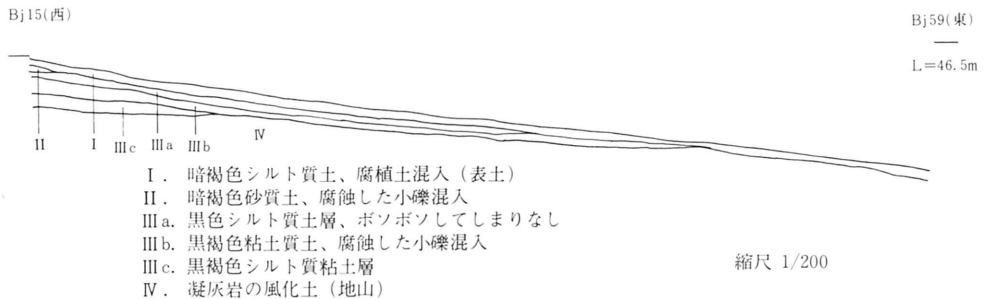 Bj15(西)
Bj59(東)
L=46.5m
II I IIIc IIIa IIIb IV
I. 暗褐色シルト質土、腐植土混入(表土)
II. 暗褐色砂質土、腐蝕した小礫混入
IIIa. 黒色シルト質土層、ボソボソしてしまりなし
IIIb. 黒褐色粘土質土、腐蝕した小礫混入
IIIc. 黒褐色シルト質粘土層
IV. 凝灰岩の風化土(地山)
縮尺 1/200